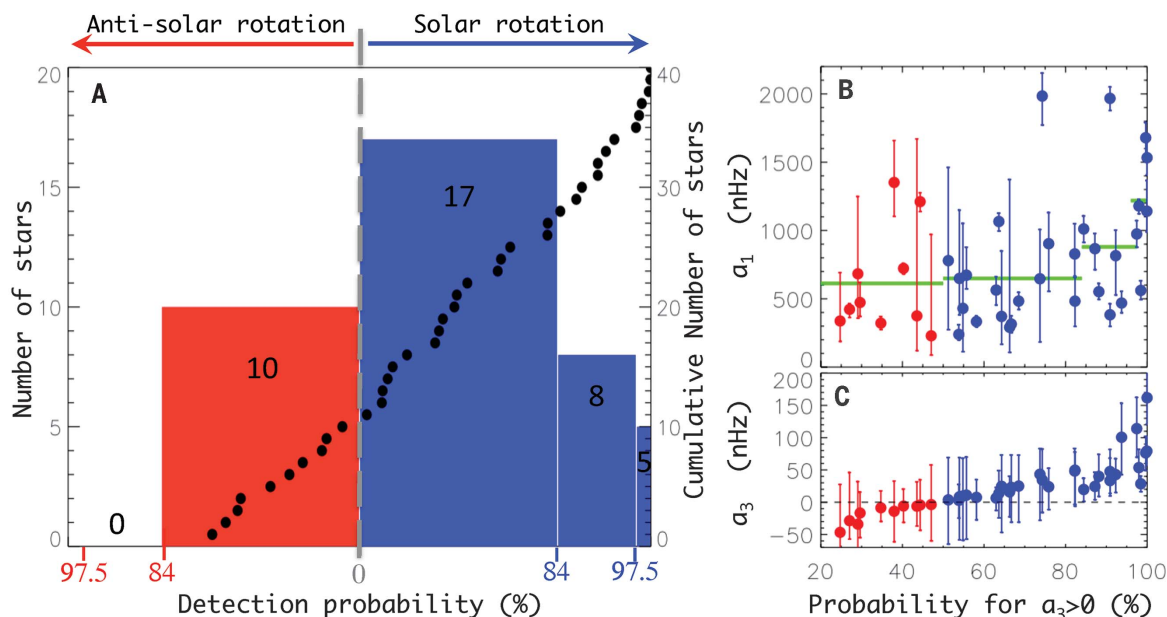 Anti-solar rotation Solar rotation
A
20
15
10
5
0
Number of stars
40
30
20
10
0
Cumulative Number of stars
0
10
17
8
5
97.5 84 0 84 97.5
Detection probability (%)
B
2000
1500
1000
500
0
a₁ (nHz)
C
200
150
100
50
0
−50
a₃ (nHz)
20 40 60 80 100
Probability for a₃>0 (%)